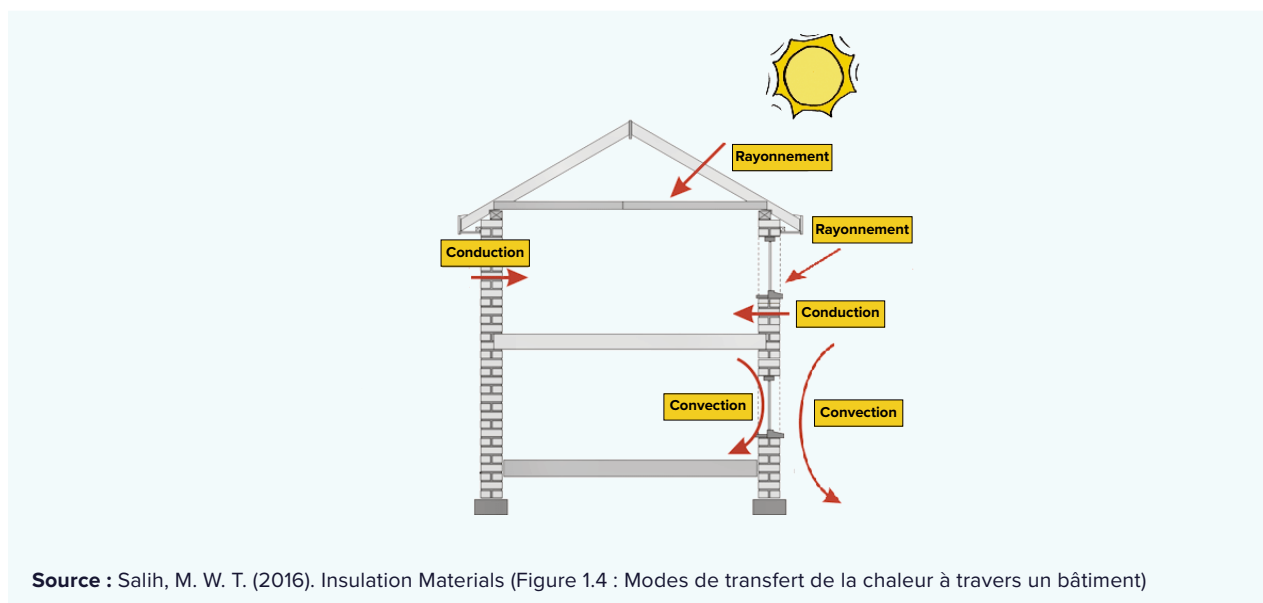 Rayonnement
Rayonnement
Conduction
Conduction
Convection
Convection
Source : Salih, M. W. T. (2016). Insulation Materials (Figure 1.4 : Modes de transfert de la chaleur à travers un bâtiment)